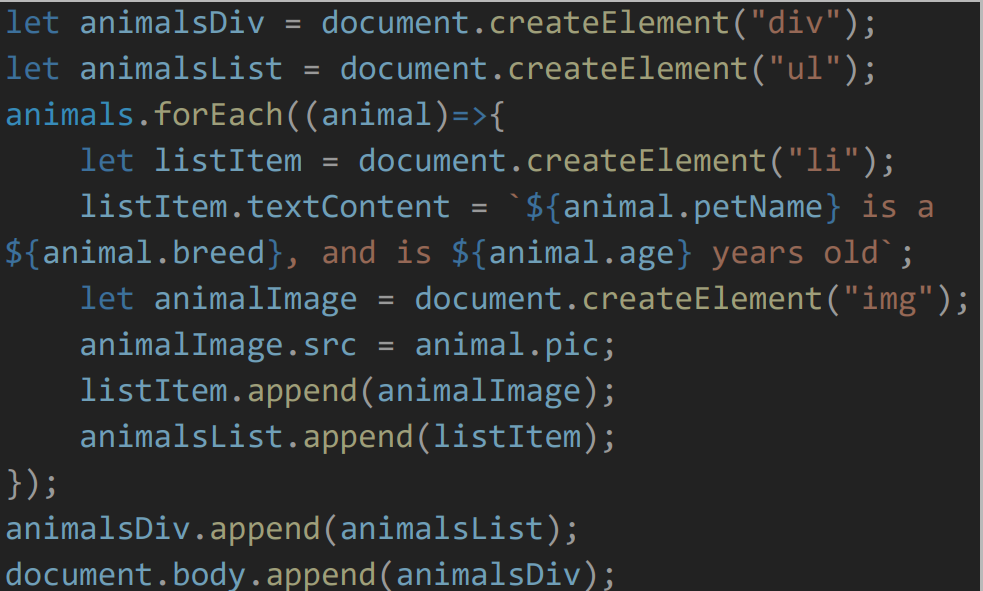 let animalsDiv = document.createElement("div");
let animalsList = document.createElement("ul");
animals.forEach((animal)=>{
    let listItem = document.createElement("li");
    listItem.textContent = `${animal.petName} is a
${animal.breed}, and is ${animal.age} years old`;
    let animalImage = document.createElement("img");
    animalImage.src = animal.pic;
    listItem.append(animalImage);
    animalsList.append(listItem);
});
animalsDiv.append(animalsList);
document.body.append(animalsDiv);